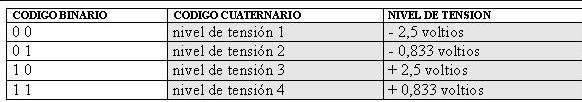 CODIGO BINARIO CODIGO CUATERNARIO NIVEL DE TENSION
0 0 nivel de tensión 1 - 2,5 voltios
0 1 nivel de tensión 2 - 0,833 voltios
1 0 nivel de tensión 3 + 2,5 voltios
1 1 nivel de tensión 4 + 0,833 voltios